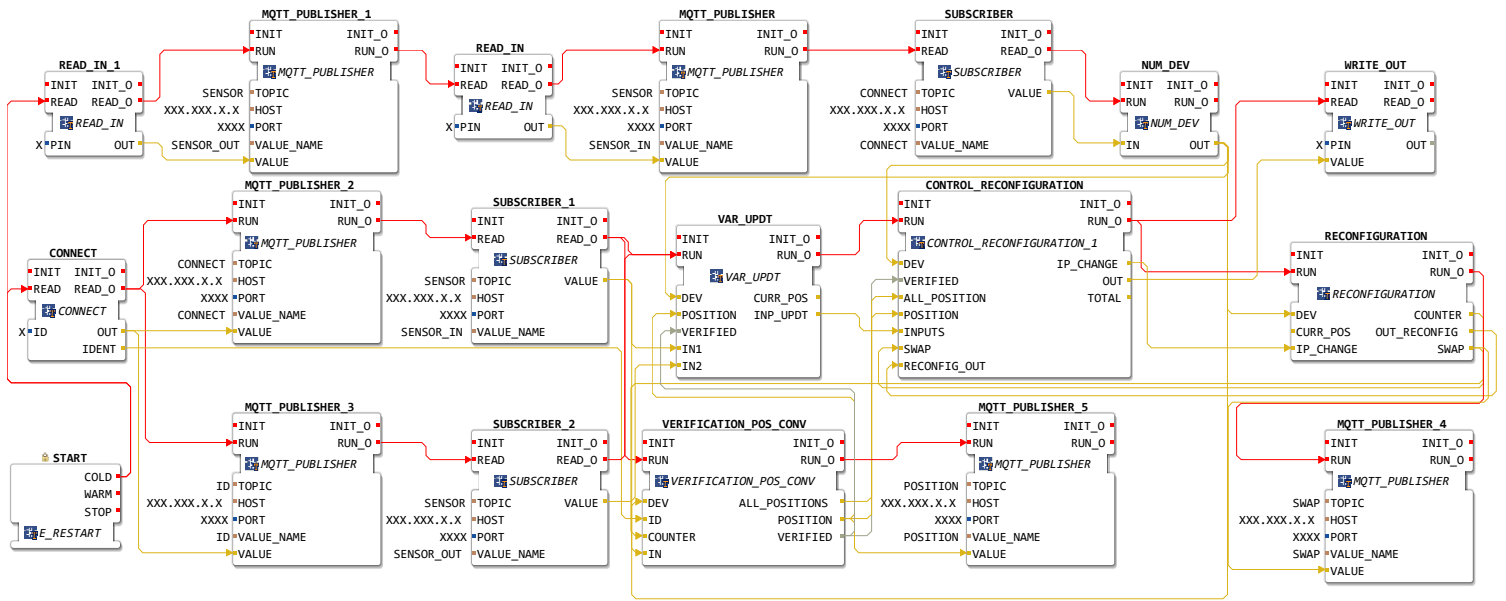 MQTT_PUBLISHER_1
INIT INIT_O
RUN RUN_O
MQTT_PUBLISHER
SENSOR TOPIC
XXX.XXX.X.X HOST
XXXX PORT
SENSOR_OUT VALUE_NAME
VALUE
READ_IN_1
INIT INIT_O
READ READ_O
READ_IN
X PIN OUT
READ_IN
INIT INIT_O
READ READ_O
READ_IN
X PIN OUT
MQTT_PUBLISHER
INIT INIT_O
RUN RUN_O
MQTT_PUBLISHER
SENSOR TOPIC
XXX.XXX.X.X HOST
XXXX PORT
SENSOR_IN VALUE_NAME
VALUE
SUBSCRIBER
INIT INIT_O
READ READ_O
SUBSCRIBER
CONNECT TOPIC VALUE
XXX.XXX.X.X HOST
XXXX PORT
CONNECT VALUE_NAME
NUM_DEV
INIT INIT_O
RUN RUN_O
NUM_DEV
IN OUT
WRITE_OUT
INIT INIT_O
READ READ_O
WRITE_OUT
X PIN OUT
VALUE
CONNECT
INIT INIT_O
READ READ_O
CONNECT
X ID OUT
IDENT
MQTT_PUBLISHER_2
INIT INIT_O
RUN RUN_O
MQTT_PUBLISHER
CONNECT TOPIC
XXX.XXX.X.X HOST
XXXX PORT
CONNECT VALUE_NAME
VALUE
SUBSCRIBER_1
INIT INIT_O
READ READ_O
SUBSCRIBER
SENSOR TOPIC VALUE
XXX.XXX.X.X HOST
XXXX PORT
SENSOR_IN VALUE_NAME
VAR_UPDT
INIT INIT_O
RUN RUN_O
VAR_UPDT
DEV CURR_POS
POSITION INP_UPDT
VERIFIED
IN1
IN2
CONTROL_RECONFIGURATION
INIT INIT_O
RUN RUN_O
CONTROL_RECONFIGURATION_1
DEV IP_CHANGE
VERIFIED OUT
ALL_POSITION TOTAL
POSITION
INPUTS
SWAP
RECONFIG_OUT
RECONFIGURATION
INIT INIT_O
RUN RUN_O
RECONFIGURATION
DEV COUNTER
CURR_POS OUT_RECONFIG
IP_CHANGE SWAP
START
COLD
WARM
STOP
E_RESTART
MQTT_PUBLISHER_3
INIT INIT_O
RUN RUN_O
MQTT_PUBLISHER
ID TOPIC
XXX.XXX.X.X HOST
XXXX PORT
ID VALUE_NAME
VALUE
SUBSCRIBER_2
INIT INIT_O
READ READ_O
SUBSCRIBER
SENSOR TOPIC VALUE
XXX.XXX.X.X HOST
XXXX PORT
SENSOR_OUT VALUE_NAME
VERIFICATION_POS_CONV
INIT INIT_O
RUN RUN_O
VERIFICATION_POS_CONV
DEV ALL_POSITIONS
ID POSITION
COUNTER VERIFIED
IN
MQTT_PUBLISHER_5
INIT INIT_O
RUN RUN_O
MQTT_PUBLISHER
POSITION TOPIC
XXX.XXX.X.X HOST
XXXX PORT
POSITION VALUE_NAME
VALUE
MQTT_PUBLISHER_4
INIT INIT_O
RUN RUN_O
MQTT_PUBLISHER
SWAP TOPIC
XXX.XXX.X.X HOST
XXXX PORT
SWAP VALUE_NAME
VALUE